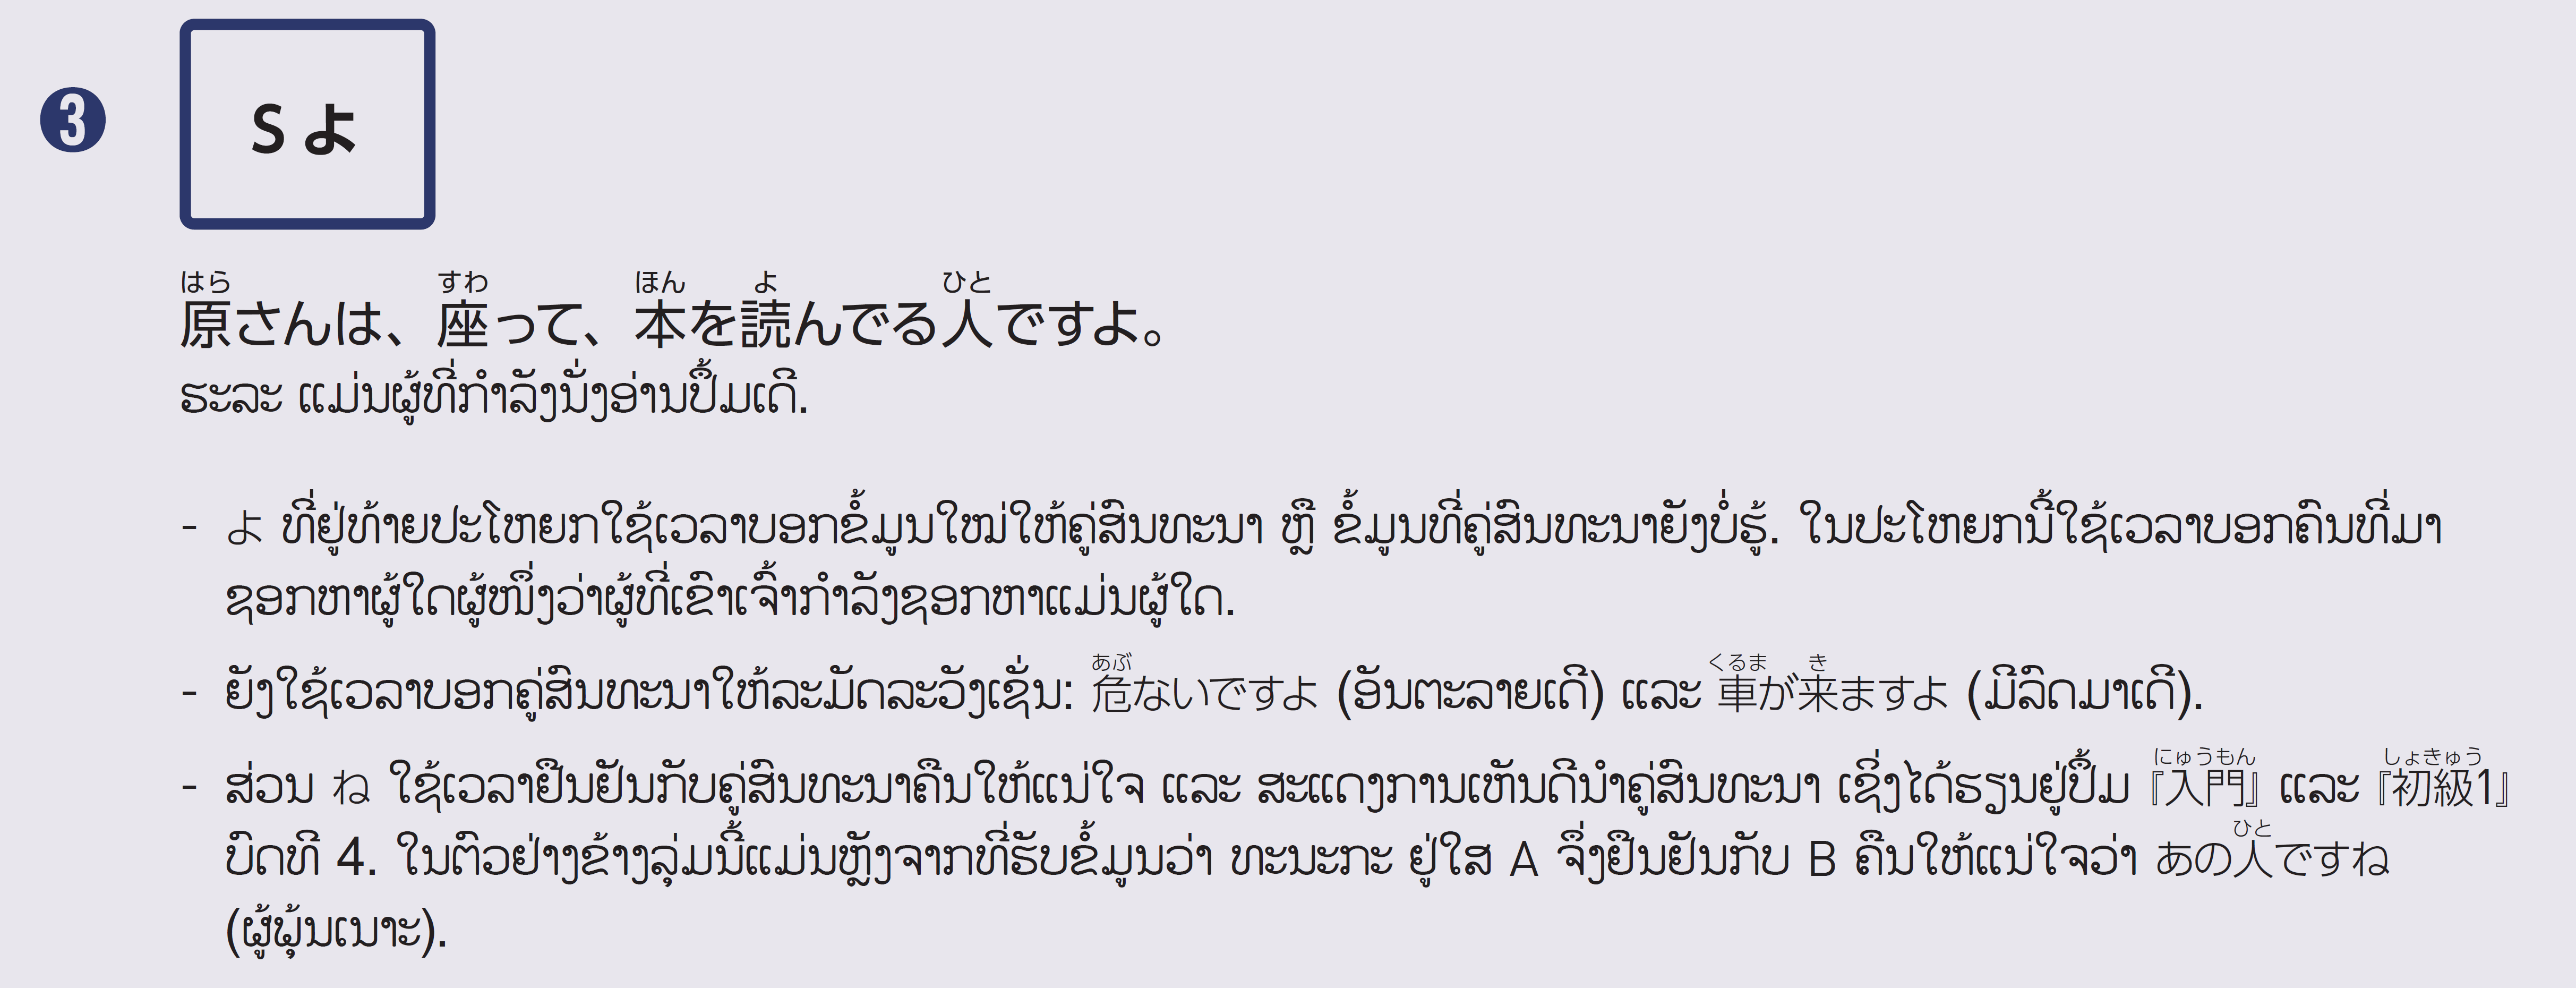 3
S よ
はら すわ ほん よ ひと
原さんは、座って、本を読んでる人ですよ。
ຮະລະ ແມ່ນຜູ້ທີ່ກຳລັງນັ່ງອ່ານປຶ້ມເດີ.
- よ ທີ່ຢູ່ທ້າຍປະໂຫຍກໃຊ້ເວລາບອກຂໍ້ມູນໃໝ່ໃຫ້ຄູ່ສົນທະນາ ຫຼື ຂໍ້ມູນທີ່ຄູ່ສົນທະນາຍັງບໍ່ຮູ້. ໃນປະໂຫຍກນີ້ໃຊ້ເວລາບອກຄົນທີ່ມາ
ຊອກຫາຜູ້ໃດຜູ້ໜຶ່ງວ່າຜູ້ທີ່ເຂົາເຈົ້າກຳລັງຊອກຫາແມ່ນຜູ້ໃດ.
あぶ くるま き
- ຍັງໃຊ້ເວລາບອກຄູ່ສົນທະນາໃຫ້ລະມັດລະວັງເຊັ່ນ: 危ないですよ (ອັນຕະລາຍເດີ) ແລະ 車が来ますよ (ມີລົດມາເດີ).
にゅうもん しょきゅう
- ສ່ວນ ね ໃຊ້ເວລາຢືນຢັນກັບຄູ່ສົນທະນາຄືນໃຫ້ແນ່ໃຈ ແລະ ສະແດງການເຫັນດີນຳຄູ່ສົນທະນາ ເຊິ່ງໄດ້ຮຽນຢູ່ປຶ້ມ 『入門』 ແລະ 『初級1』
ひと
ບົດທີ 4. ໃນຕົວຢ່າງຂ້າງລຸ່ມນີ້ແມ່ນຫຼັງຈາກທີ່ຮັບຂໍ້ມູນວ່າ ທະນະກະ ຢູ່ໃສ A ຈຶ່ງຢືນຢັນກັບ B ຄືນໃຫ້ແນ່ໃຈວ່າ あの人ですね
(ຜູ້ພຸ້ນເນາະ).